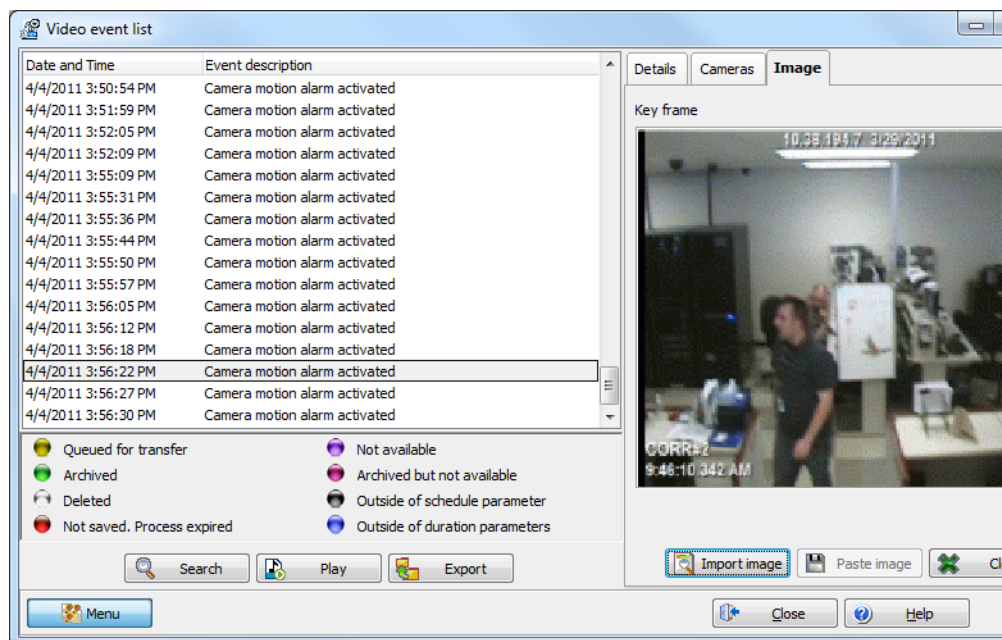 Video event list
Date and Time Event description
4/4/2011 3:50:54 PM Camera motion alarm activated
4/4/2011 3:51:59 PM Camera motion alarm activated
4/4/2011 3:52:05 PM Camera motion alarm activated
4/4/2011 3:52:09 PM Camera motion alarm activated
4/4/2011 3:55:09 PM Camera motion alarm activated
4/4/2011 3:55:31 PM Camera motion alarm activated
4/4/2011 3:55:36 PM Camera motion alarm activated
4/4/2011 3:55:44 PM Camera motion alarm activated
4/4/2011 3:55:50 PM Camera motion alarm activated
4/4/2011 3:55:57 PM Camera motion alarm activated
4/4/2011 3:56:05 PM Camera motion alarm activated
4/4/2011 3:56:12 PM Camera motion alarm activated
4/4/2011 3:56:18 PM Camera motion alarm activated
4/4/2011 3:56:22 PM Camera motion alarm activated
4/4/2011 3:56:27 PM Camera motion alarm activated
4/4/2011 3:56:30 PM Camera motion alarm activated
Queued for transfer Not available
Archived Archived but not available
Deleted Outside of schedule parameter
Not saved. Process expired Outside of duration parameters
Search Play Export
Details Cameras Image
Key frame
10.38.194.7 3/29/2011
CORR#2
9:46:10.342 AM
Import image Paste image Cl
Menu Close Help